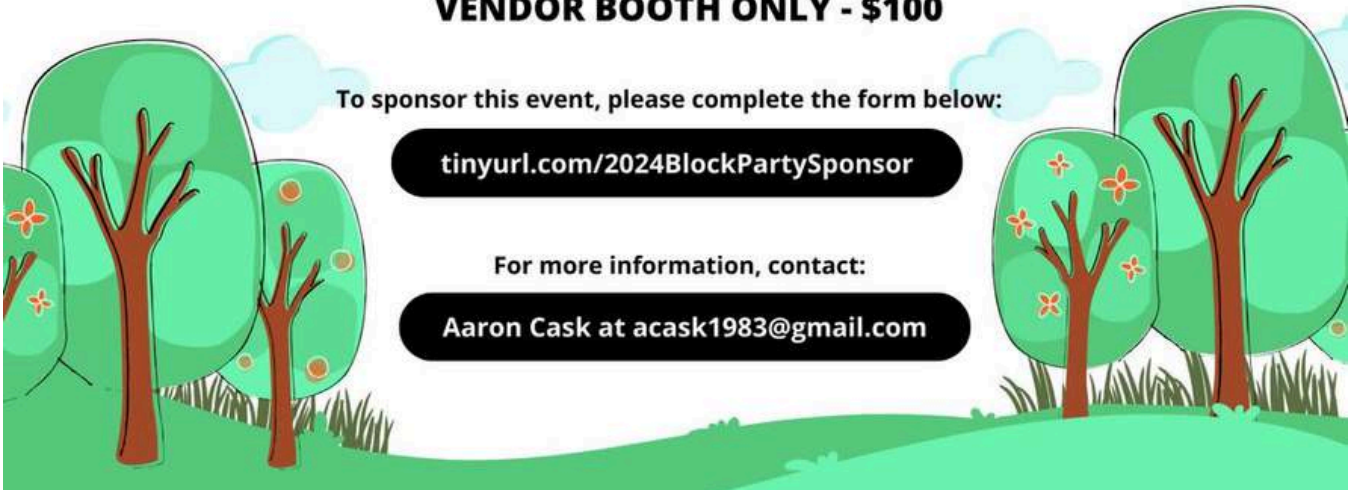 VENDOR BOOTH ONLY - $100
To sponsor this event, please complete the form below:
tinyurl.com/2024BlockPartySponsor
For more information, contact:
Aaron Cask at acask1983@gmail.com